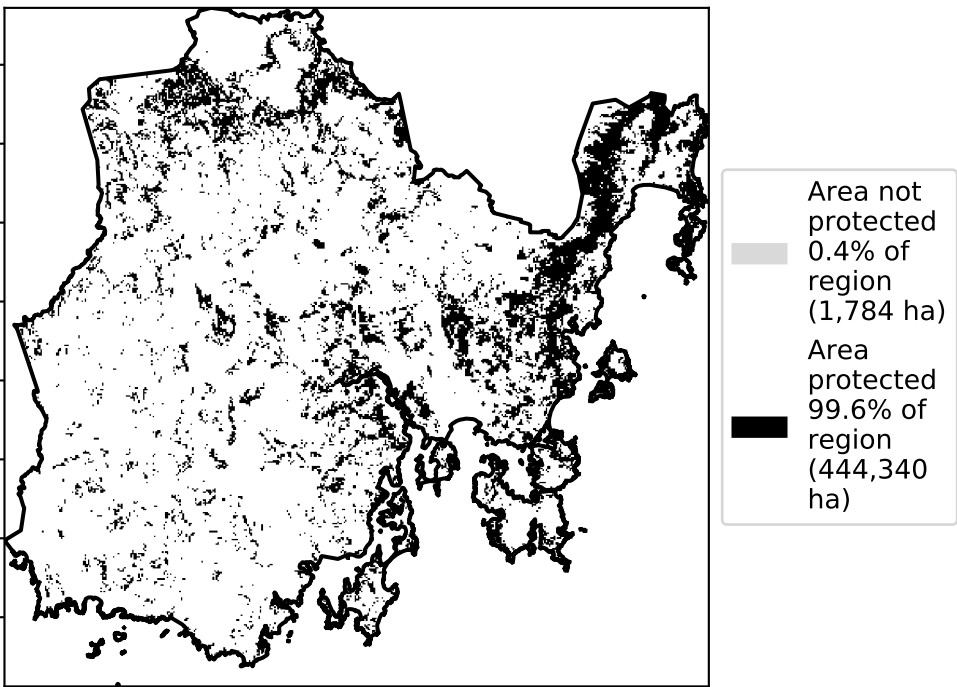 Area not
protected
0.4% of
region
(1,784 ha)
Area
protected
99.6% of
region
(444,340
ha)